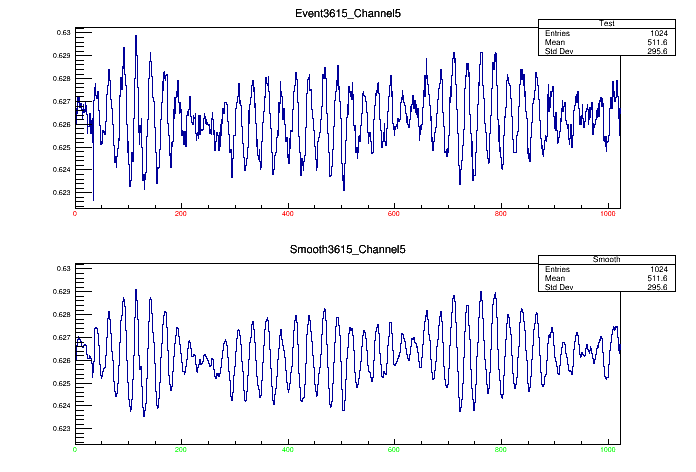 Event3615_Channel5
Test
Entries 1024
Mean 511.6
Std Dev 295.6
0.63
0.629
0.628
0.627
0.626
0.625
0.624
0.623
0 200 400 600 800 1000
Smooth3615_Channel5
Smooth
Entries 1024
Mean 511.6
Std Dev 295.6
0.63
0.629
0.628
0.627
0.626
0.625
0.624
0.623
0 200 400 600 800 1000